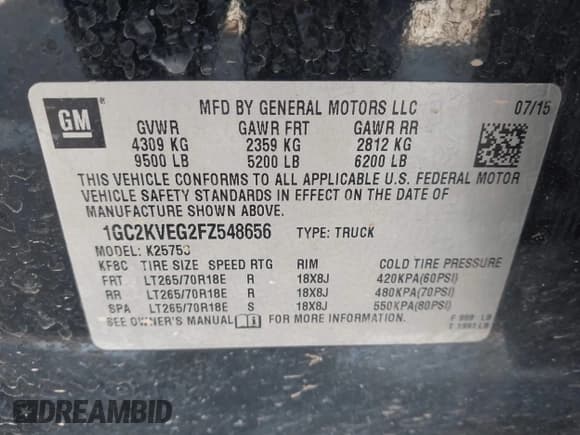 GM
MFD BY GENERAL MOTORS LLC 07/15
GVWR GAWR FRT GAWR RR
4309 KG 2359 KG 2812 KG
9500 LB 5200 LB 6200 LB
THIS VEHICLE CONFORMS TO ALL APPLICABLE U.S. FEDERAL MOTOR
VEHICLE SAFETY STANDARDS IN EFFECT ON THE DATE OF
MANUFACTURE SHOWN ABOVE.
1GC2KVEG2FZ548656 TYPE: TRUCK
MODEL: K25753
KF8C TIRE SIZE SPEED RTG RIM COLD TIRE PRESSURE
FRT LT265/70R18E R 18X8J 420KPA(60PSI)
RR LT265/70R18E R 18X8J 480KPA(70PSI)
SPA LT265/70R18E S 18X8J 550KPA(80PSI)
SEE OWNER'S MANUAL FOR MORE INFORMATION.
F 999 LB
T 1991 LB
DREAMBID